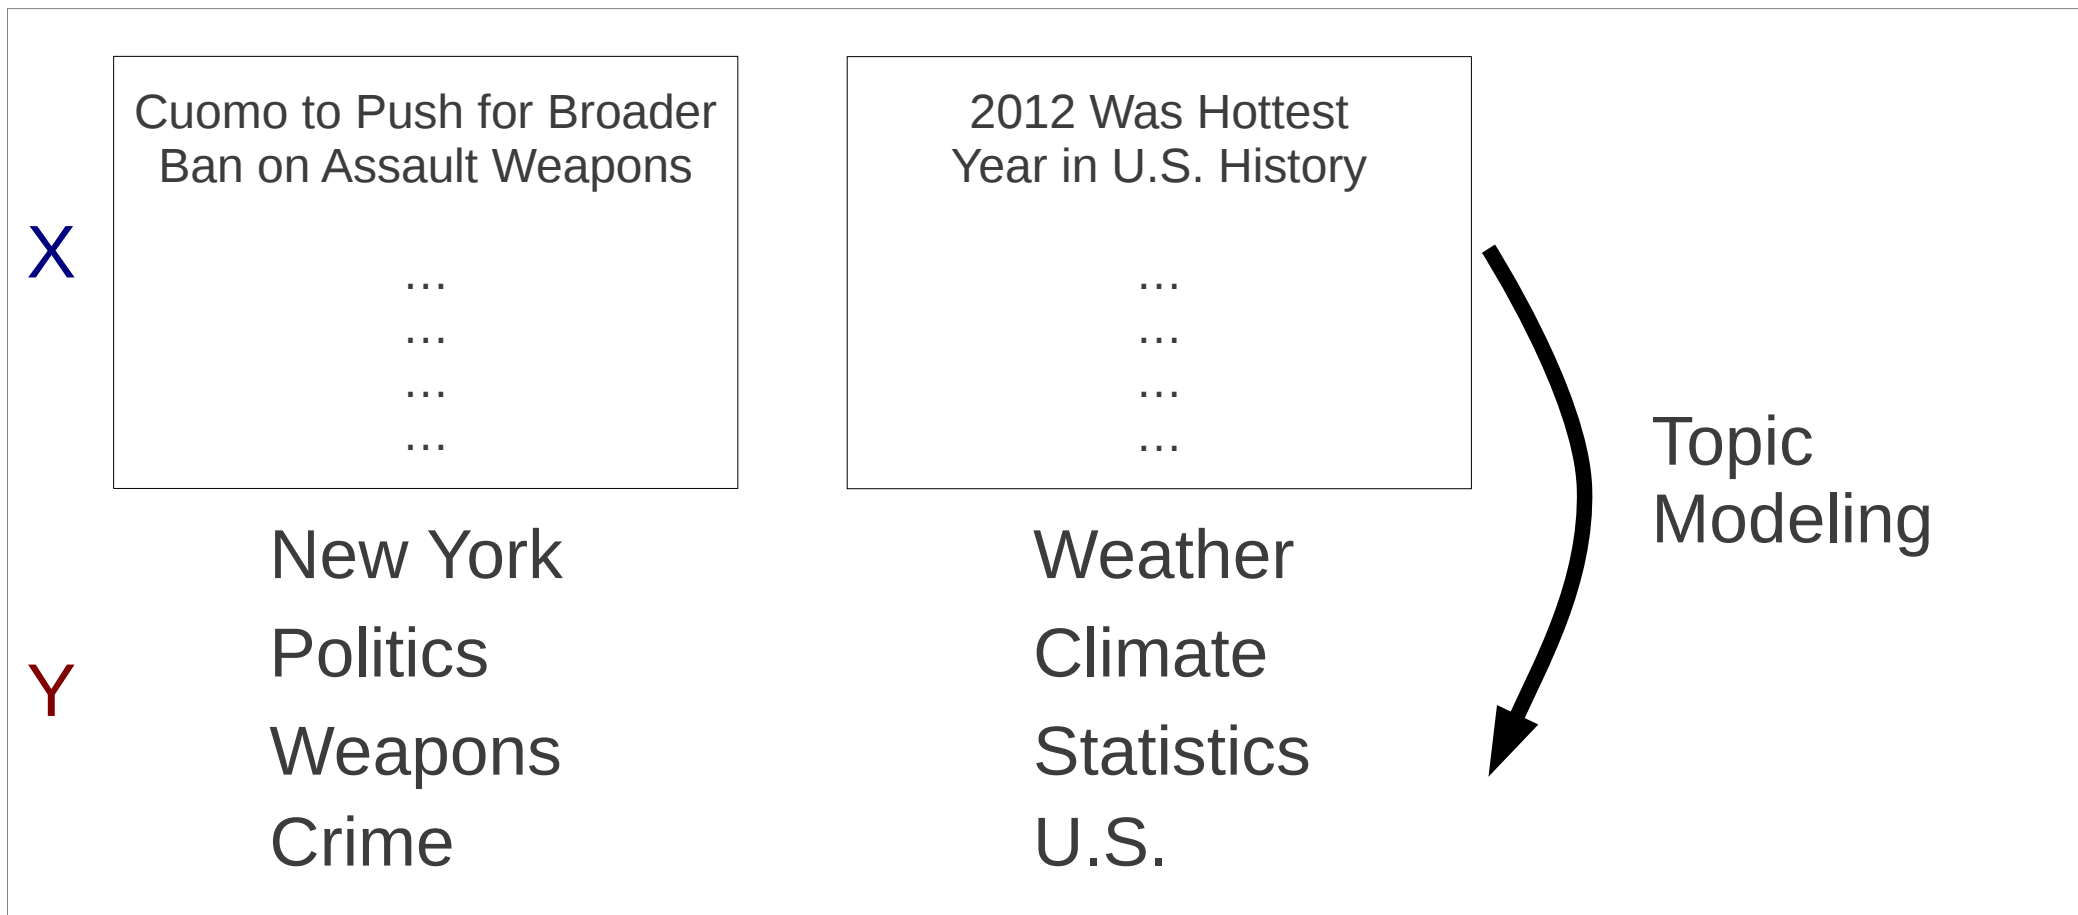 X
Cuomo to Push for Broader
Ban on Assault Weapons
...
...
...
...
2012 Was Hottest
Year in U.S. History
...
...
...
...
Topic
Modeling
Y
New York
Politics
Weapons
Crime
Weather
Climate
Statistics
U.S.